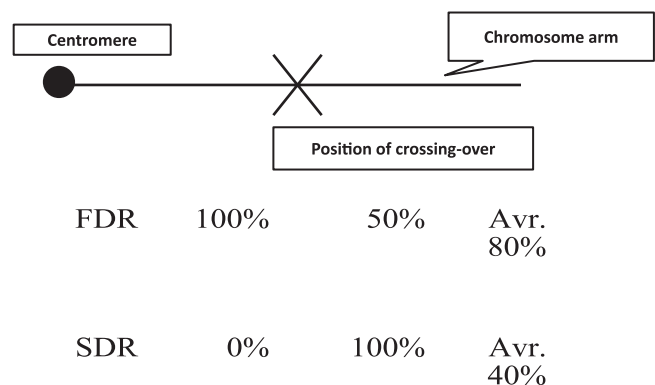 Centromere
Chromosome arm
Position of crossing-over
FDR 100% 50% Avr.
80%
SDR 0% 100% Avr.
40%